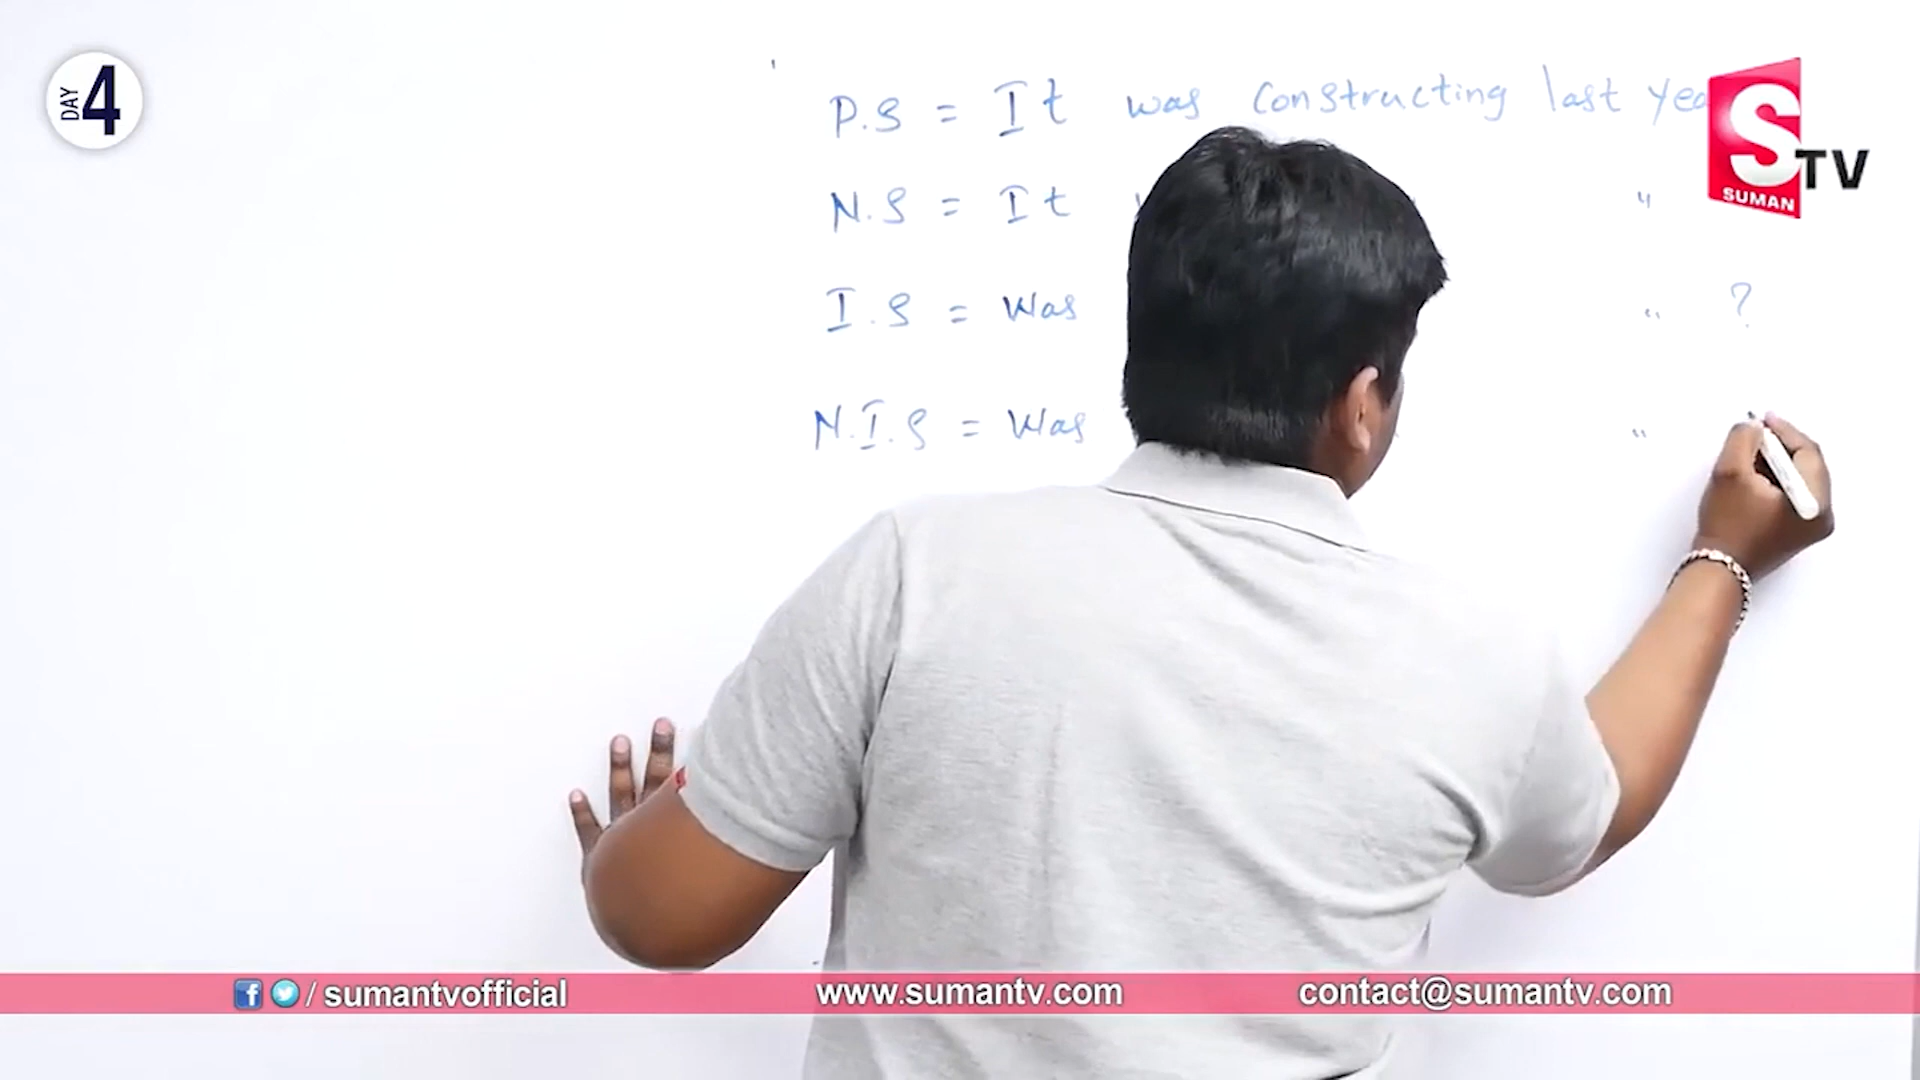 DAY 4
P.S = It was constructing last yea
S TV
SUMAN
N.S = It "
I.S = Was " ?
N.I.S = Was "
/ sumantvofficial www.sumantv.com contact@sumantv.com